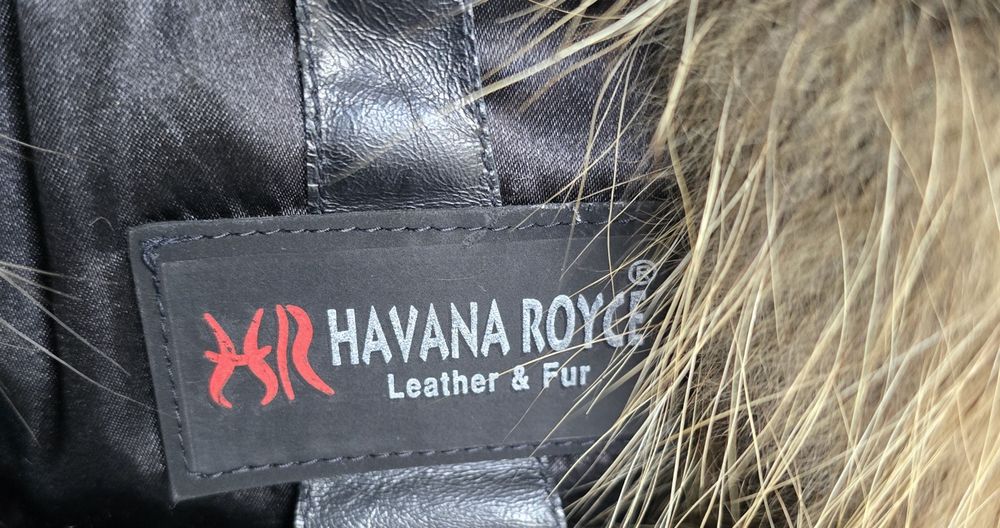 HR HAVANA ROYCE®
Leather & Fur